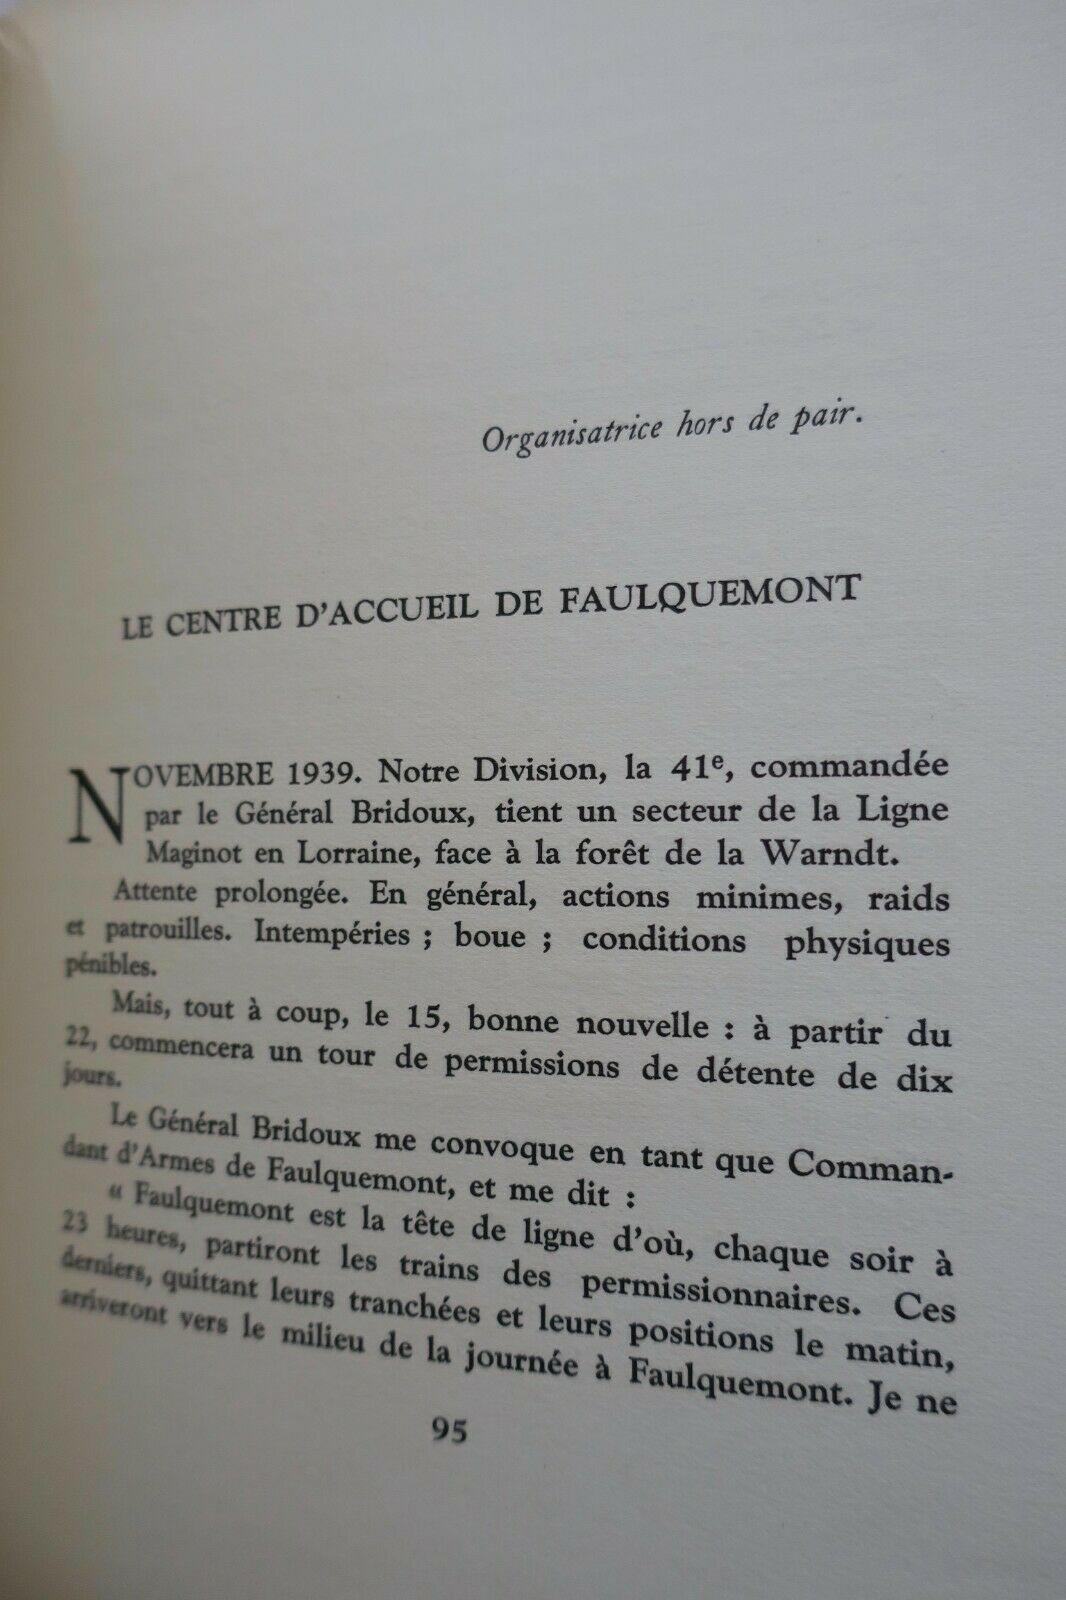 Organisatrice hors de pair.
LE CENTRE D'ACCUEIL DE FAULQUEMONT
NOVEMBRE 1939. Notre Division, la 41e, commandée
par le Général Bridoux, tient un secteur de la Ligne
Maginot en Lorraine, face à la forêt de la Warndt.
Attente prolongée. En général, actions minimes, raids
et patrouilles. Intempéries ; boue ; conditions physiques
pénibles.
Mais, tout à coup, le 15, bonne nouvelle : à partir du
22, commencera un tour de permissions de détente de dix
jours.
Le Général Bridoux me convoque en tant que Comman-
dant d'Armes de Faulquemont, et me dit :
« Faulquemont est la tête de ligne d'où, chaque soir à
23 heures, partiront les trains des permissionnaires. Ces
derniers, quittant leurs tranchées et leurs positions le matin,
arriveront vers le milieu de la journée à Faulquemont. Je ne
95